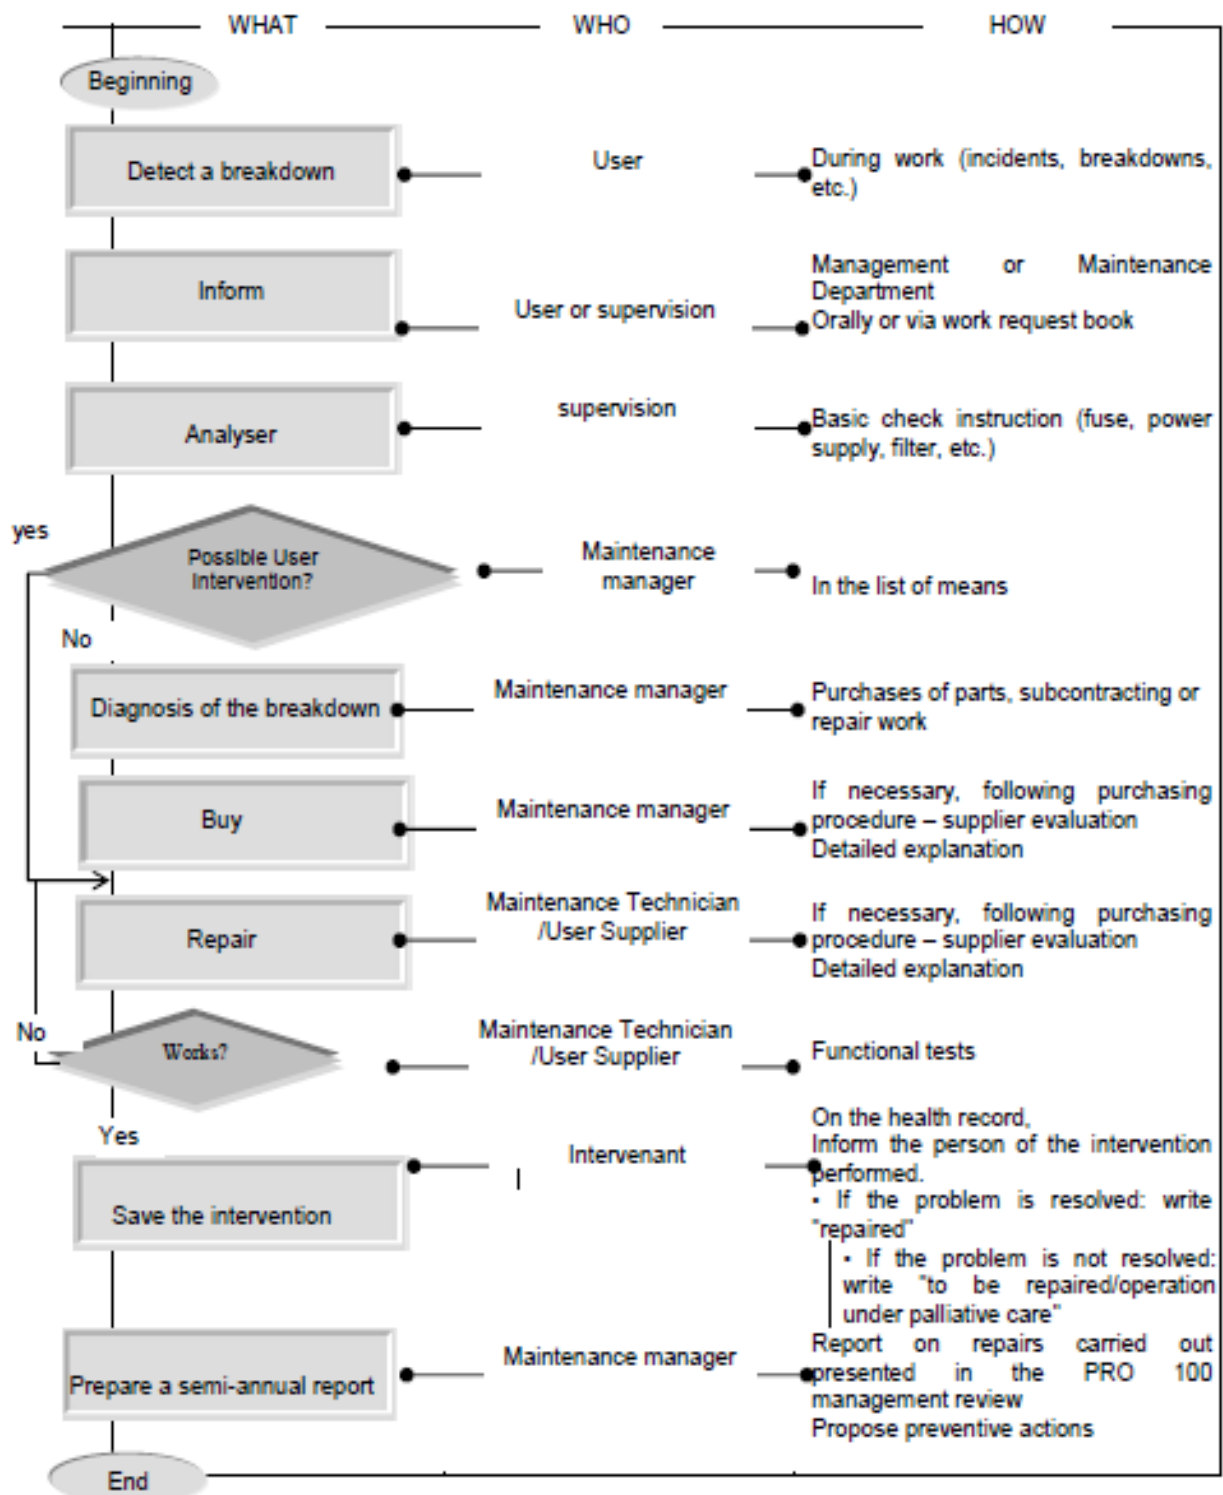 WHAT WHO HOW
Beginning
Detect a breakdown
User
During work (incidents, breakdowns,
etc.)
Inform
User or supervision
Management or Maintenance
Department
Orally or via work request book
Analyser
supervision
Basic check instruction (fuse, power
supply, filter, etc.)
yes
Possible User
Intervention?
Maintenance
manager
In the list of means
No
Diagnosis of the breakdown
Maintenance manager
Purchases of parts, subcontracting or
repair work
Buy
Maintenance manager
If necessary, following purchasing
procedure – supplier evaluation
Detailed explanation
Repair
Maintenance Technician
/User Supplier
If necessary, following purchasing
procedure – supplier evaluation
Detailed explanation
No
Works?
Maintenance Technician
/User Supplier
Functional tests
Yes
Save the intervention
Intervenant
On the health record,
Inform the person of the intervention
performed.
▪ If the problem is resolved: write
"repaired"
▪ If the problem is not resolved:
write "to be repaired/operation
under palliative care"
Prepare a semi-annual report
Maintenance manager
Report on repairs carried out
presented in the PRO 100
management review
Propose preventive actions
End